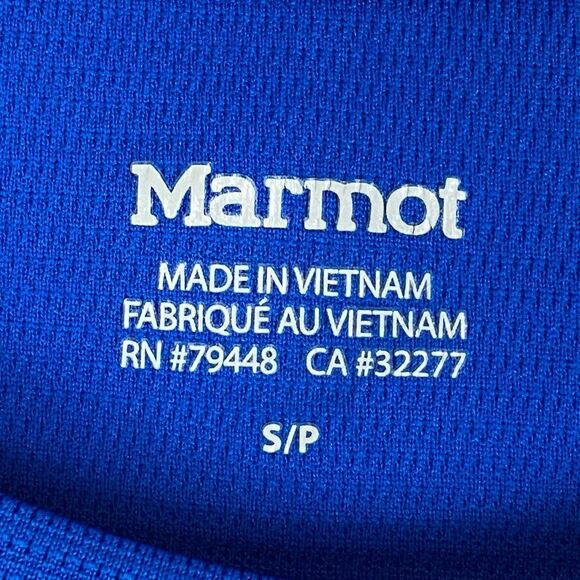 Marmot
MADE IN VIETNAM
FABRIQUÉ AU VIETNAM
RN #79448 CA #32277
S/P